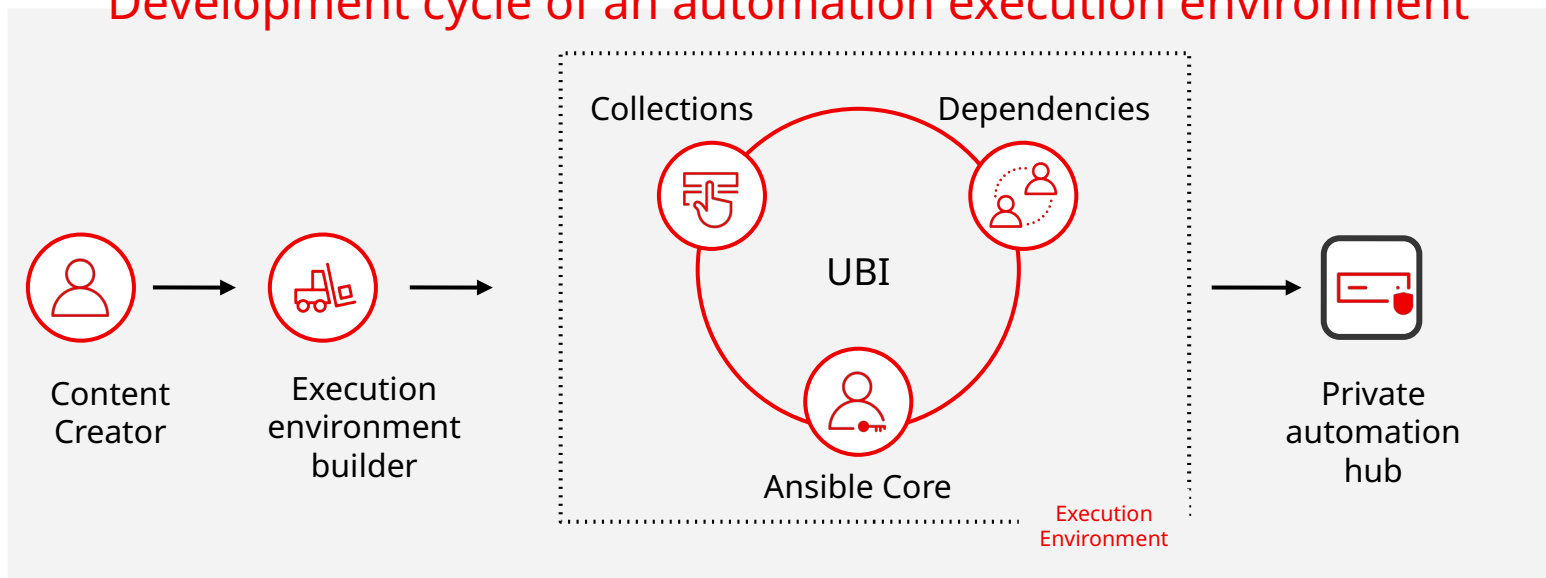 Development cycle of an automation execution environment
Collections
Dependencies
UBI
Content
Creator
Execution
environment
builder
Ansible Core
Execution
Environment
Private
automation
hub